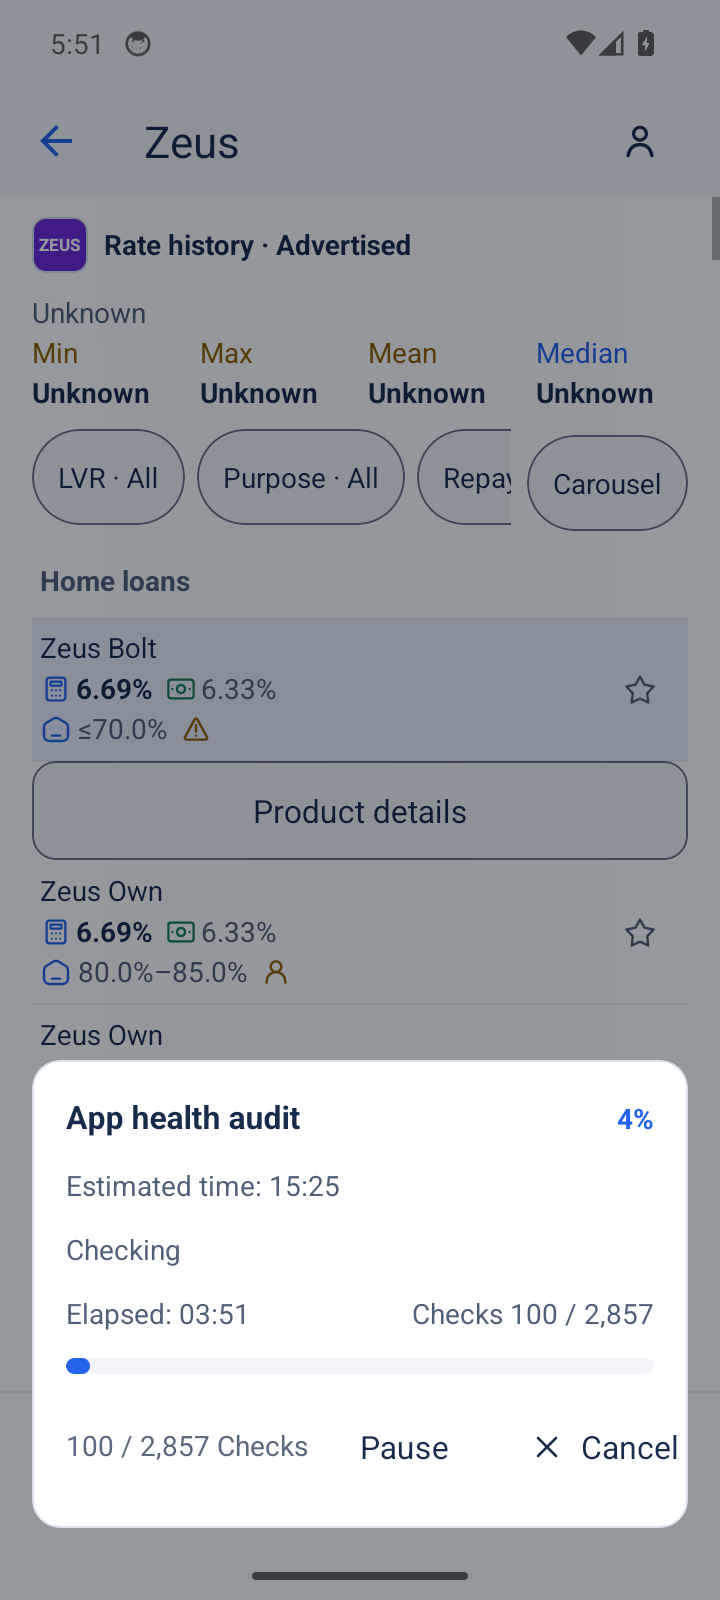 5:51
Zeus
ZEUS Rate history · Advertised
Unknown
Min Max Mean Median
Unknown Unknown Unknown Unknown
LVR · All Purpose · All Repay Carousel
Home loans
Zeus Bolt
6.69% 6.33%
≤70.0%
Product details
Zeus Own
6.69% 6.33%
80.0%–85.0%
Zeus Own
App health audit 4%
Estimated time: 15:25
Checking
Elapsed: 03:51 Checks 100 / 2,857
100 / 2,857 Checks Pause Cancel